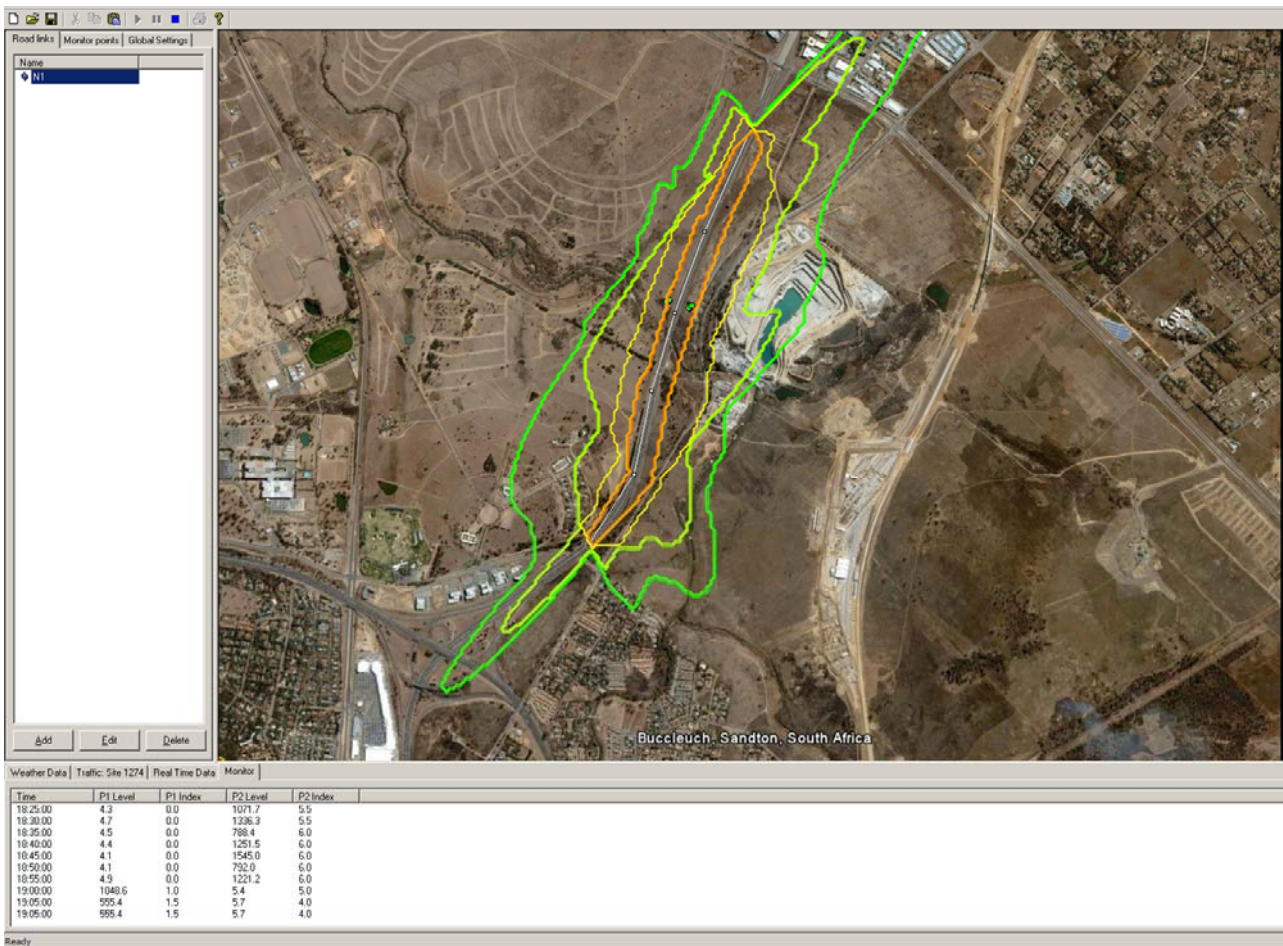 Road links Monitor points Global Settings
Name
N1
Add Edit Delete
Buccleuch, Sandton, South Africa
Weather Data Traffic: Site 1274 Real Time Data Monitor
Time P1 Level P1 Index P2 Level P2 Index
18:25:00 4.3 0.0 1071.7 5.5
18:30:00 4.7 0.0 1336.3 5.5
18:35:00 4.5 0.0 788.4 6.0
18:40:00 4.4 0.0 1251.5 6.0
18:45:00 4.1 0.0 1545.0 6.0
18:50:00 4.1 0.0 792.0 6.0
18:55:00 4.9 0.0 1221.2 6.0
19:00:00 1048.6 1.0 5.4 5.0
19:05:00 555.4 1.5 5.7 4.0
19:05:00 555.4 1.5 5.7 4.0
Ready